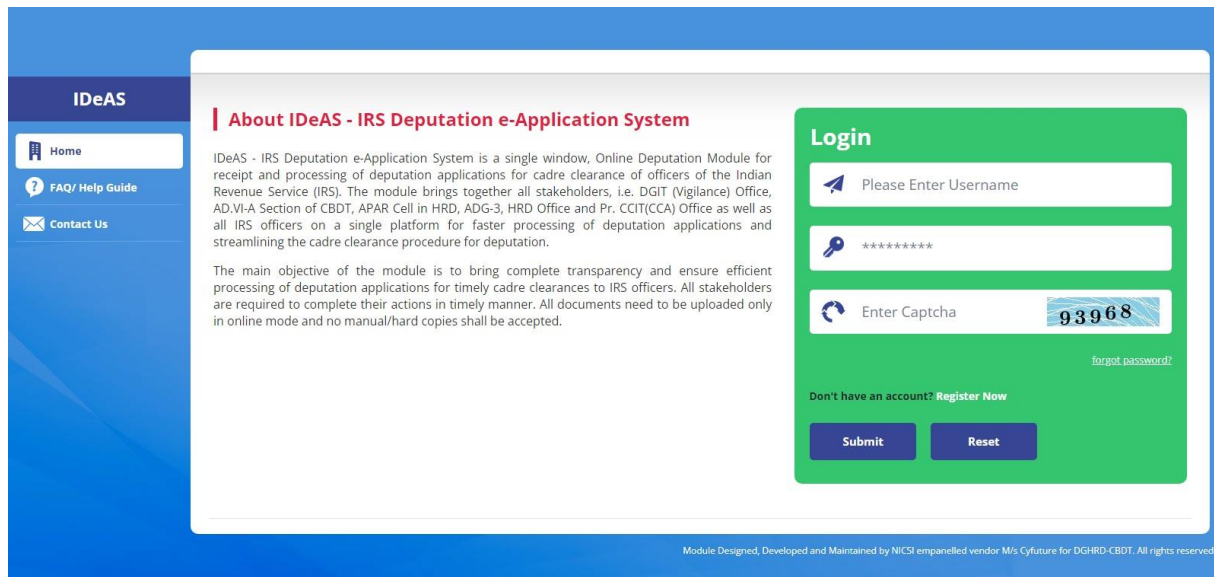 IDeAS
Home
FAQ/ Help Guide
Contact Us
About IDeAS - IRS Deputation e-Application System
IDeAS - IRS Deputation e-Application System is a single window, Online Deputation Module for
receipt and processing of deputation applications for cadre clearance of officers of the Indian
Revenue Service (IRS). The module brings together all stakeholders, i.e. DGIT (Vigilance) Office,
AD.VI-A Section of CBDT, APAR Cell in HRD, ADG-3, HRD Office and Pr. CCIT(CCA) Office as well as
all IRS officers on a single platform for faster processing of deputation applications and
streamlining the cadre clearance procedure for deputation.
The main objective of the module is to bring complete transparency and ensure efficient
processing of deputation applications for timely cadre clearances to IRS officers. All stakeholders
are required to complete their actions in timely manner. All documents need to be uploaded only
in online mode and no manual/hard copies shall be accepted.
Login
Please Enter Username
*********
Enter Captcha
93968
forgot password?
Don't have an account? Register Now
Submit
Reset
Module Designed, Developed and Maintained by NICSI empanelled vendor M/s Cyfuture for DGHRD-CBDT. All rights reserved